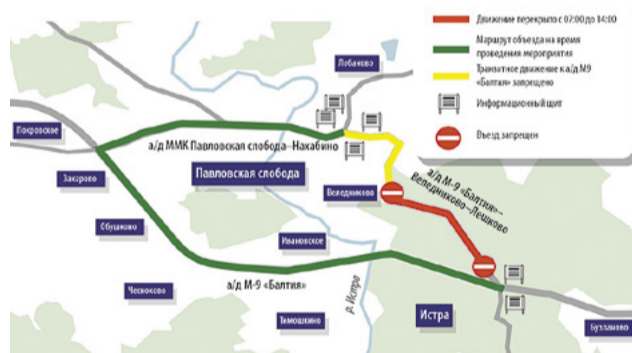 Движение перекрыто с 07:00 до 14:00
Маршрут объезда на время
проведения мероприятия
Транзитное движение к а/д М9
«Балтия» запрещено
Информационный щит
Въезд запрещен
Лобаново
Покровское
а/д ММК Павловская слобода–Нахабино
Захарово
Павловская слобода
Веледниково
а/д М-9 «Балтия»–
Веледниково–Лешково
Обушково
Ивановское
а/д М-9 «Балтия»
Чесноково
р. Истра
Тимошкино
Истра
Бузланово